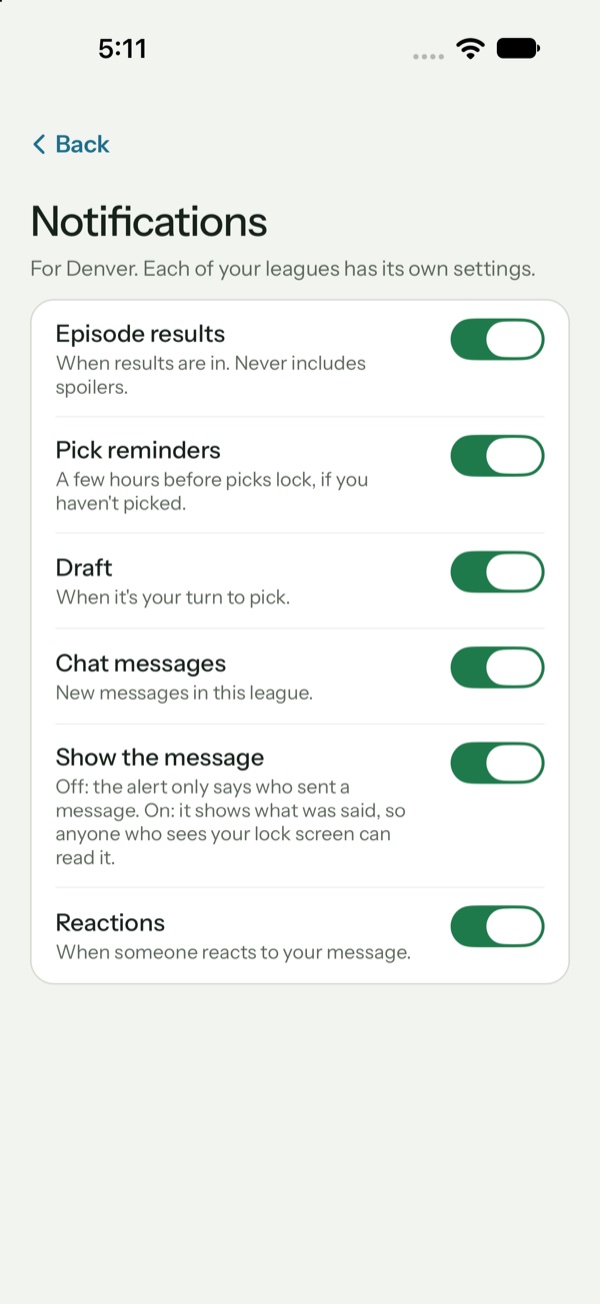 5:11
Back
Notifications
For Denver. Each of your leagues has its own settings.
Episode results
When results are in. Never includes
spoilers.
Pick reminders
A few hours before picks lock, if you
haven't picked.
Draft
When it's your turn to pick.
Chat messages
New messages in this league.
Show the message
Off: the alert only says who sent a
message. On: it shows what was said, so
anyone who sees your lock screen can
read it.
Reactions
When someone reacts to your message.